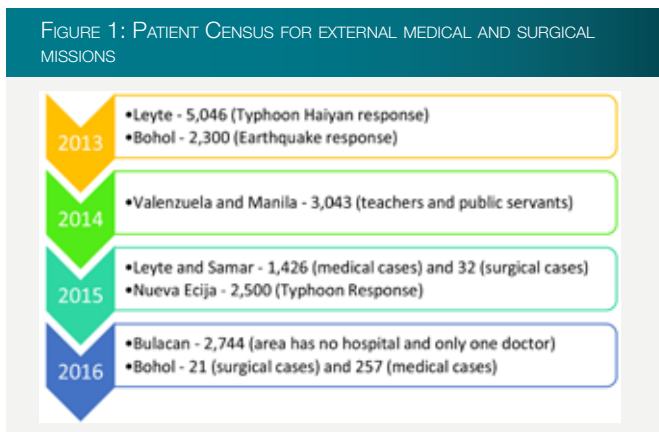 FIGURE 1: PATIENT CENSUS FOR EXTERNAL MEDICAL AND SURGICAL
MISSIONS
2013
•Leyte - 5,046 (Typhoon Haiyan response)
•Bohol - 2,300 (Earthquake response)
2014
•Valenzuela and Manila - 3,043 (teachers and public servants)
2015
•Leyte and Samar - 1,426 (medical cases) and 32 (surgical cases)
•Nueva Ecija - 2,500 (Typhoon Response)
2016
•Bulacan - 2,744 (area has no hospital and only one doctor)
•Bohol - 21 (surgical cases) and 257 (medical cases)